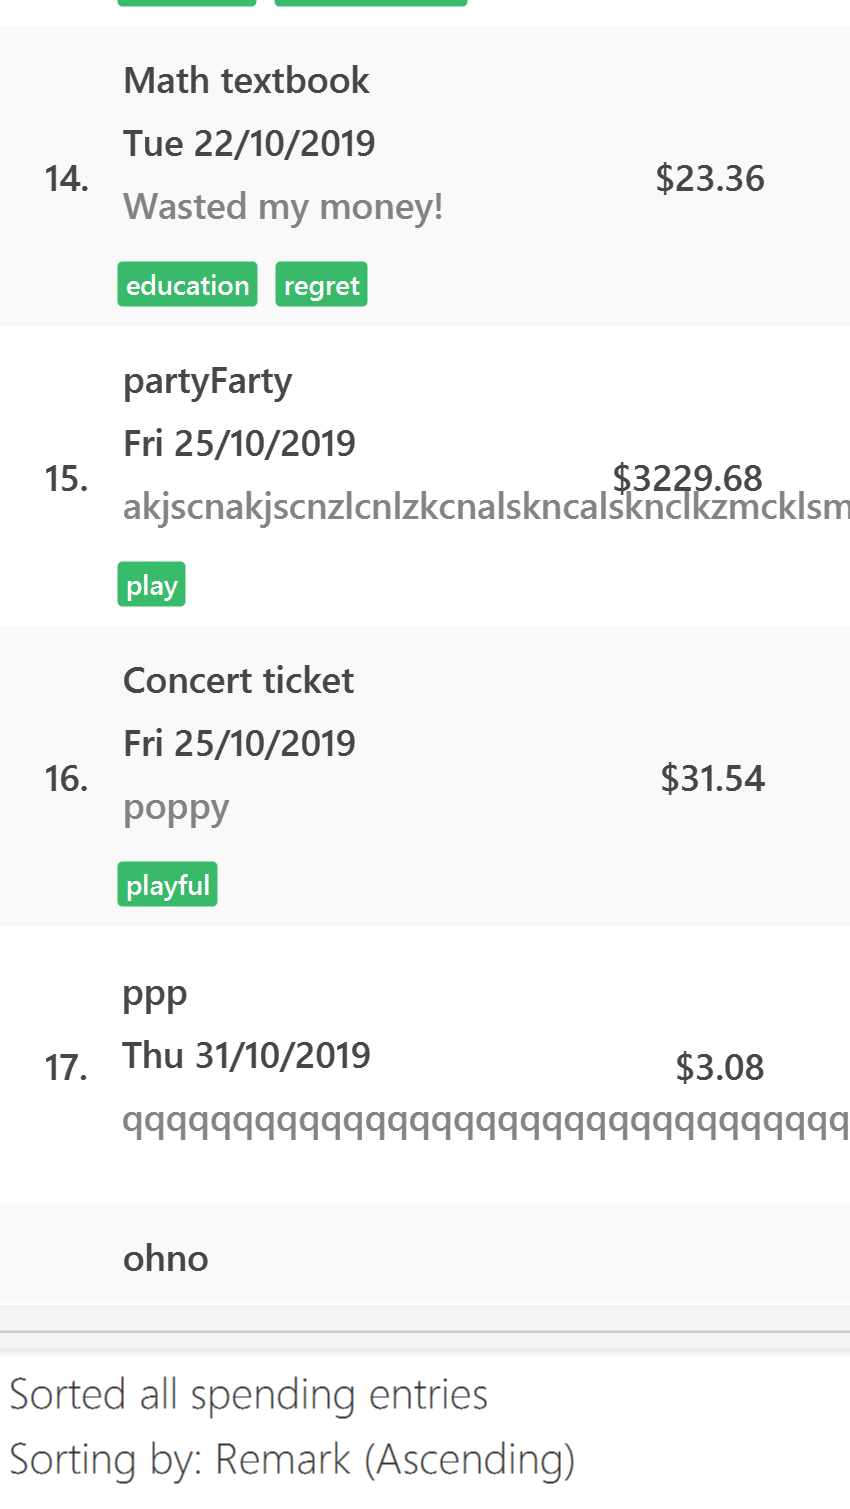 Math textbook
Tue 22/10/2019
14.
$23.36
Wasted my money!
education regret
partyFarty
Fri 25/10/2019
15.
$3229.68
akjscnakjscnzlcnlzkcnalskncalsknclkzmcklsm
play
Concert ticket
Fri 25/10/2019
16.
$31.54
poppy
playful
ppp
Thu 31/10/2019
17.
$3.08
qqqqqqqqqqqqqqqqqqqqqqqqqqqqqqqqq
ohno
Sorted all spending entries
Sorting by: Remark (Ascending)